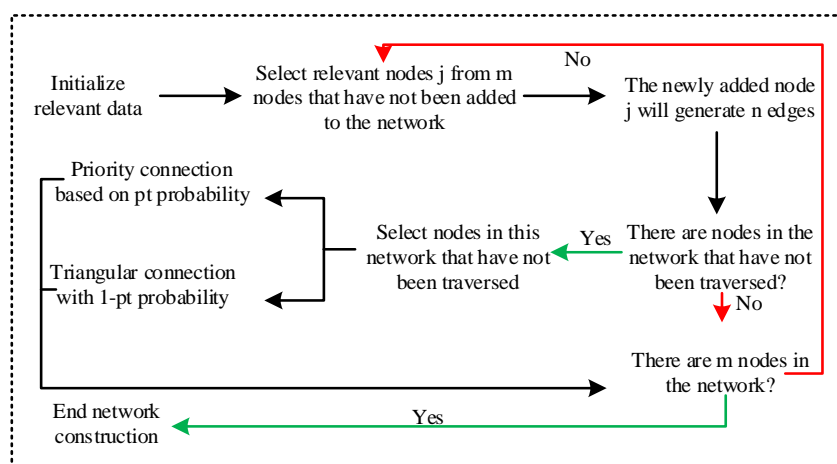 Initialize
relevant data
Select relevant nodes j from m
nodes that have not been added
to the network
No
The newly added node
j will generate n edges
Priority connection
based on pt probability
Triangular connection
with 1-pt probability
Select nodes in this
network that have not
been traversed
Yes
There are nodes in the
network that have not
been traversed?
No
There are m nodes in
the network?
End network
construction
Yes